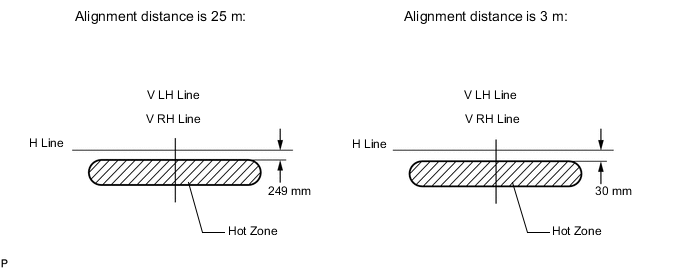 Alignment distance is 25 m:
Alignment distance is 3 m:
V LH Line
V RH Line
H Line
249 mm
Hot Zone
V LH Line
V RH Line
H Line
30 mm
Hot Zone
P